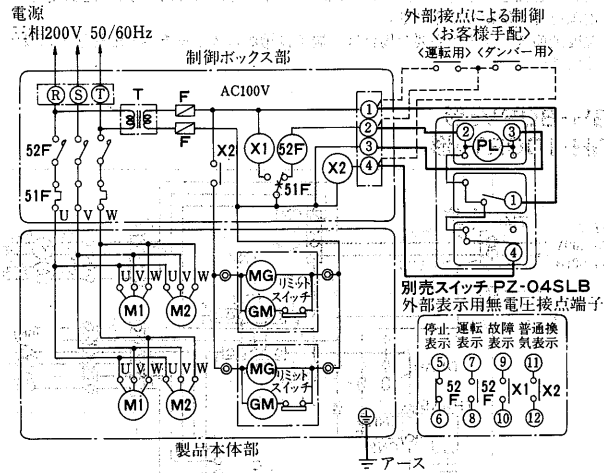 電源
三相200V 50/60Hz
外部接点による制御
〈お客様手配〉
〈運転用〉〈ダンパー用〉
制御ボックス部
R S T
T
F
F
AC100V
①
②
③
④
X1
52F
X2
X2
51F
52F
51F
U V W
② PL ③
①
④
別売スイッチ PZ-04SLB
外部表示用無電圧接点端子
停止表示 運転表示 故障表示 普通換気表示
⑤ ⑦ ⑨ ⑪
52F 52F X1 X2
⑥ ⑧ ⑩ ⑫
U V W U V W
M1 M2
MG リミットスイッチ
GM
U V W U V W
M1 M2
MG リミットスイッチ
GM
製品本体部
アース